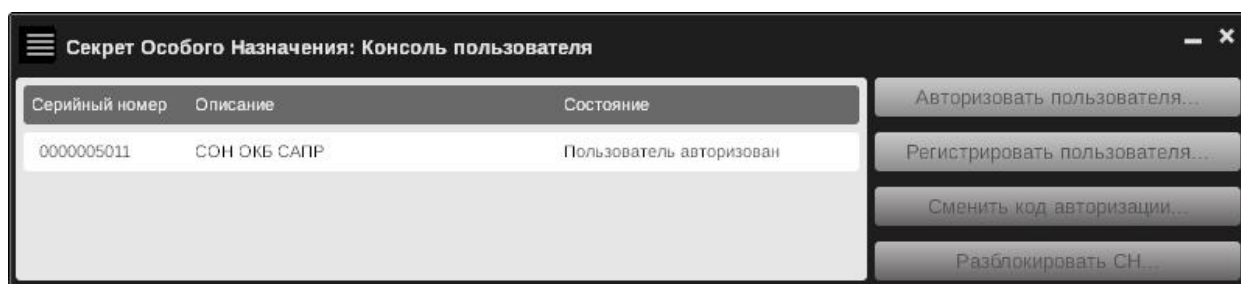 Секрет Особого Назначения: Консоль пользователя
Серийный номер Описание Состояние
0000005011 СОН ОКБ САПР Пользователь авторизован
Авторизовать пользователя...
Регистрировать пользователя...
Сменить код авторизации...
Разблокировать СН...